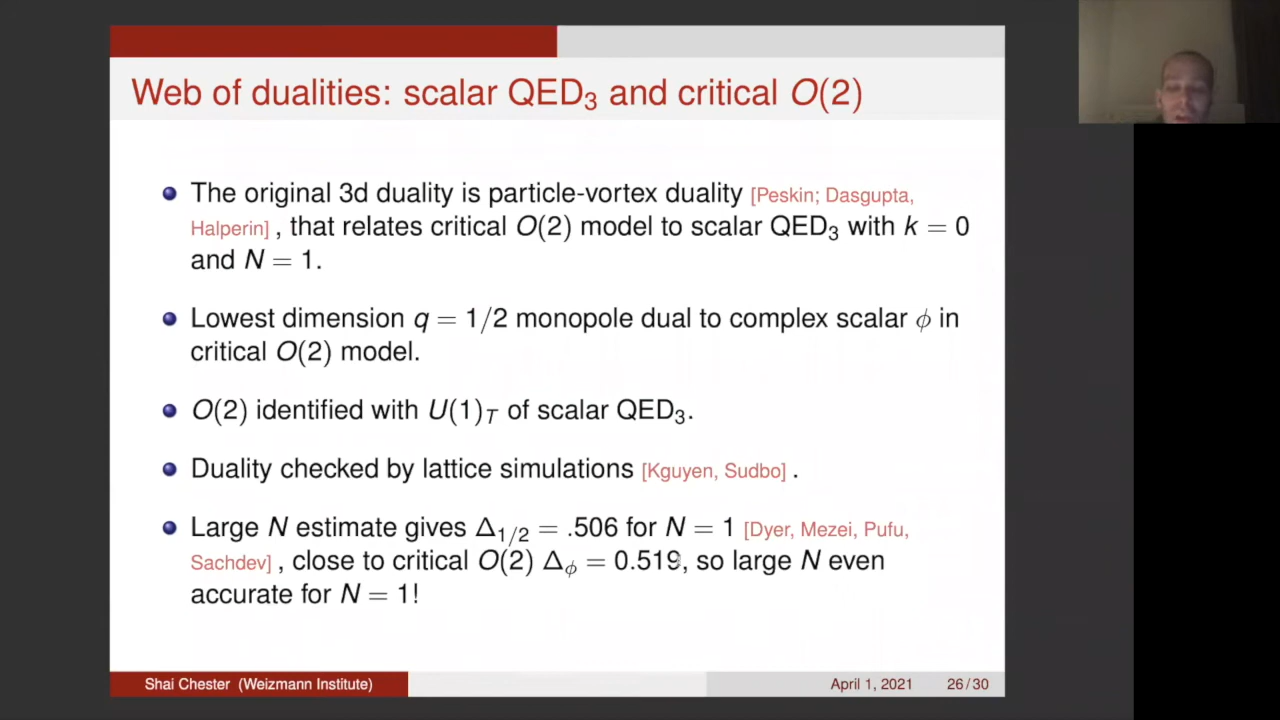 Web of dualities: scalar QED₃ and critical O(2)
The original 3d duality is particle-vortex duality [Peskin; Dasgupta,
Halperin] , that relates critical O(2) model to scalar QED₃ with k = 0
and N = 1.
Lowest dimension q = 1/2 monopole dual to complex scalar ϕ in
critical O(2) model.
O(2) identified with U(1)_T of scalar QED₃.
Duality checked by lattice simulations [Kguyen, Sudbo] .
Large N estimate gives Δ_{1/2} = .506 for N = 1 [Dyer, Mezei, Pufu,
Sachdev] , close to critical O(2) Δ_ϕ = 0.519, so large N even
accurate for N = 1!
Shai Chester (Weizmann Institute)
April 1, 2021 26/30